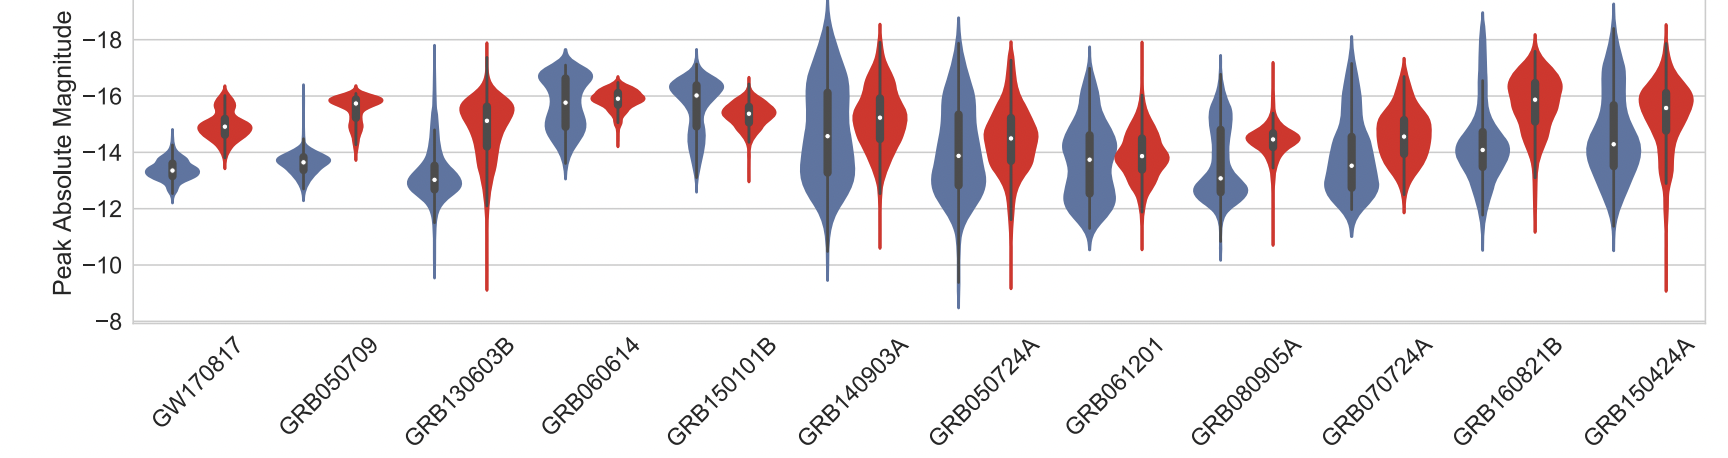 Peak Absolute Magnitude
−18
−16
−14
−12
−10
−8
GW170817
GRB050709
GRB130603B
GRB060614
GRB150101B
GRB140903A
GRB050724A
GRB061201
GRB080905A
GRB070724A
GRB160821B
GRB150424A